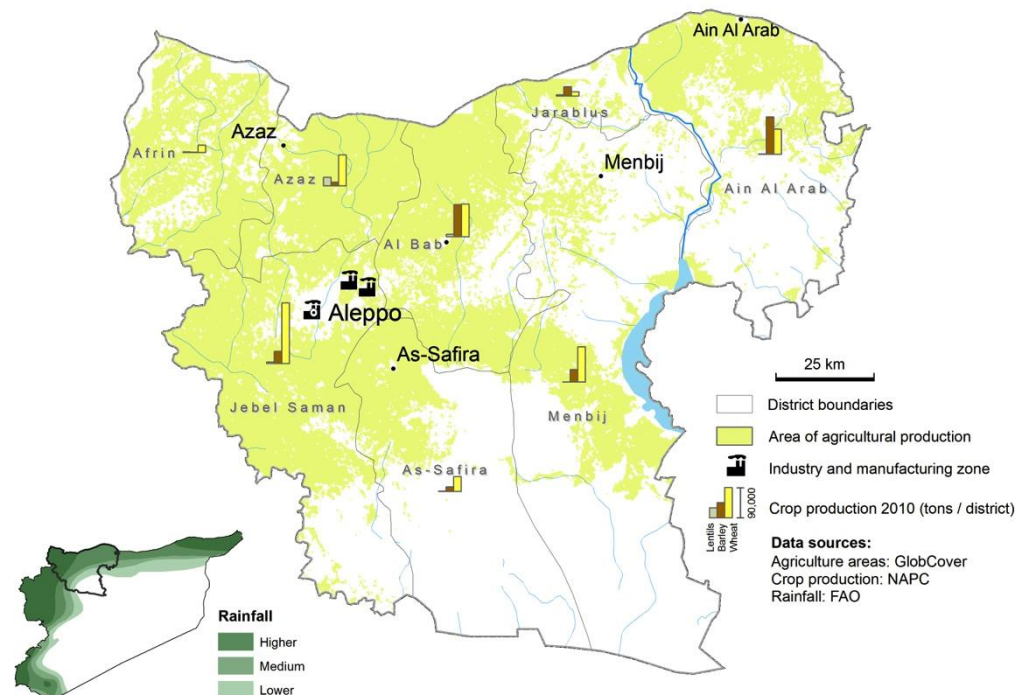 Ain Al Arab
Jarablus
Azaz
Afrin
Azaz
Menbij
Ain Al Arab
Al Bab
Aleppo
As-Safira
Jebel Saman
Menbij
As-Safira
25 km
District boundaries
Area of agricultural production
Industry and manufacturing zone
Crop production 2010 (tons / district)
90,000
Lentils
Barley
Wheat
Data sources:
Agriculture areas: GlobCover
Crop production: NAPC
Rainfall: FAO
Rainfall
Higher
Medium
Lower